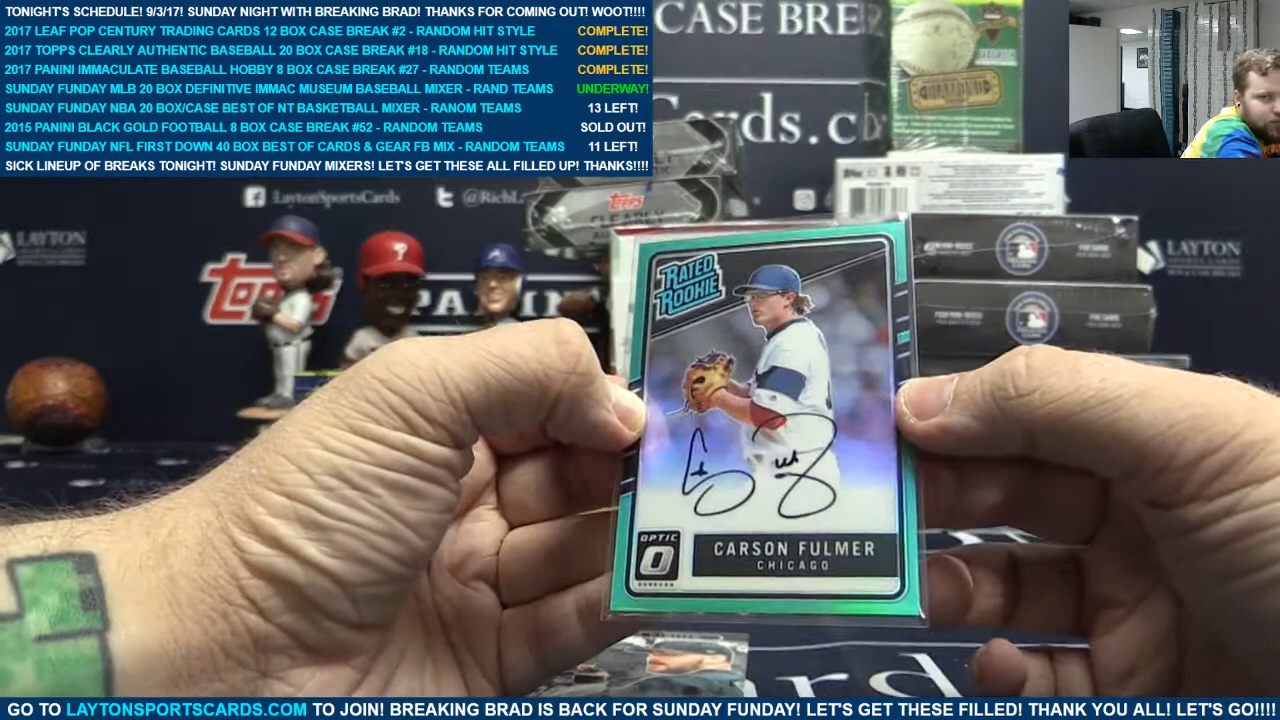 TONIGHT'S SCHEDULE! 9/3/17! SUNDAY NIGHT WITH BREAKING BRAD! THANKS FOR COMING OUT! WOOT!!!!
2017 LEAF POP CENTURY TRADING CARDS 12 BOX CASE BREAK #2 - RANDOM HIT STYLE COMPLETE!
2017 TOPPS CLEARLY AUTHENTIC BASEBALL 20 BOX CASE BREAK #18 - RANDOM HIT STYLE COMPLETE!
2017 PANINI IMMACULATE BASEBALL HOBBY 8 BOX CASE BREAK #27 - RANDOM TEAMS COMPLETE!
SUNDAY FUNDAY MLB 20 BOX DEFINITIVE IMMAC MUSEUM BASEBALL MIXER - RAND TEAMS UNDERWAY!
SUNDAY FUNDAY NBA 20 BOX/CASE BEST OF NT BASKETBALL MIXER - RANOM TEAMS 13 LEFT!
2015 PANINI BLACK GOLD FOOTBALL 8 BOX CASE BREAK #52 - RANDOM TEAMS SOLD OUT!
SUNDAY FUNDAY NFL FIRST DOWN 40 BOX BEST OF CARDS & GEAR FB MIX - RANDOM TEAMS 11 LEFT!
SICK LINEUP OF BREAKS TONIGHT! SUNDAY FUNDAY MIXERS! LET'S GET THESE ALL FILLED UP! THANKS!!!!
rds.c
LaytonSportsCards
@RichL
Topps
CLEARLY
LAYTON
LAYTON
topps
PANINI
RATED
ROOKIE
OPTIC
CARSON FULMER
CHICAGO
ard
GO TO LAYTONSPORTSCARDS.COM TO JOIN! BREAKING BRAD IS BACK FOR SUNDAY FUNDAY! LET'S GET THESE FILLED! THANK YOU ALL! LET'S GO!!!!